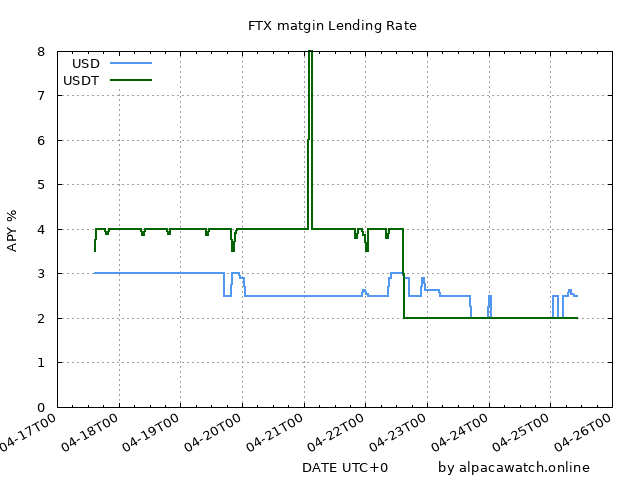 FTX matgin Lending Rate
USD
USDT
8
7
6
5
4
3
2
1
0
APY %
04-17T00
04-18T00
04-19T00
04-20T00
04-21T00
04-22T00
04-23T00
04-24T00
04-25T00
04-26T00
DATE UTC+0
by alpacawatch.online